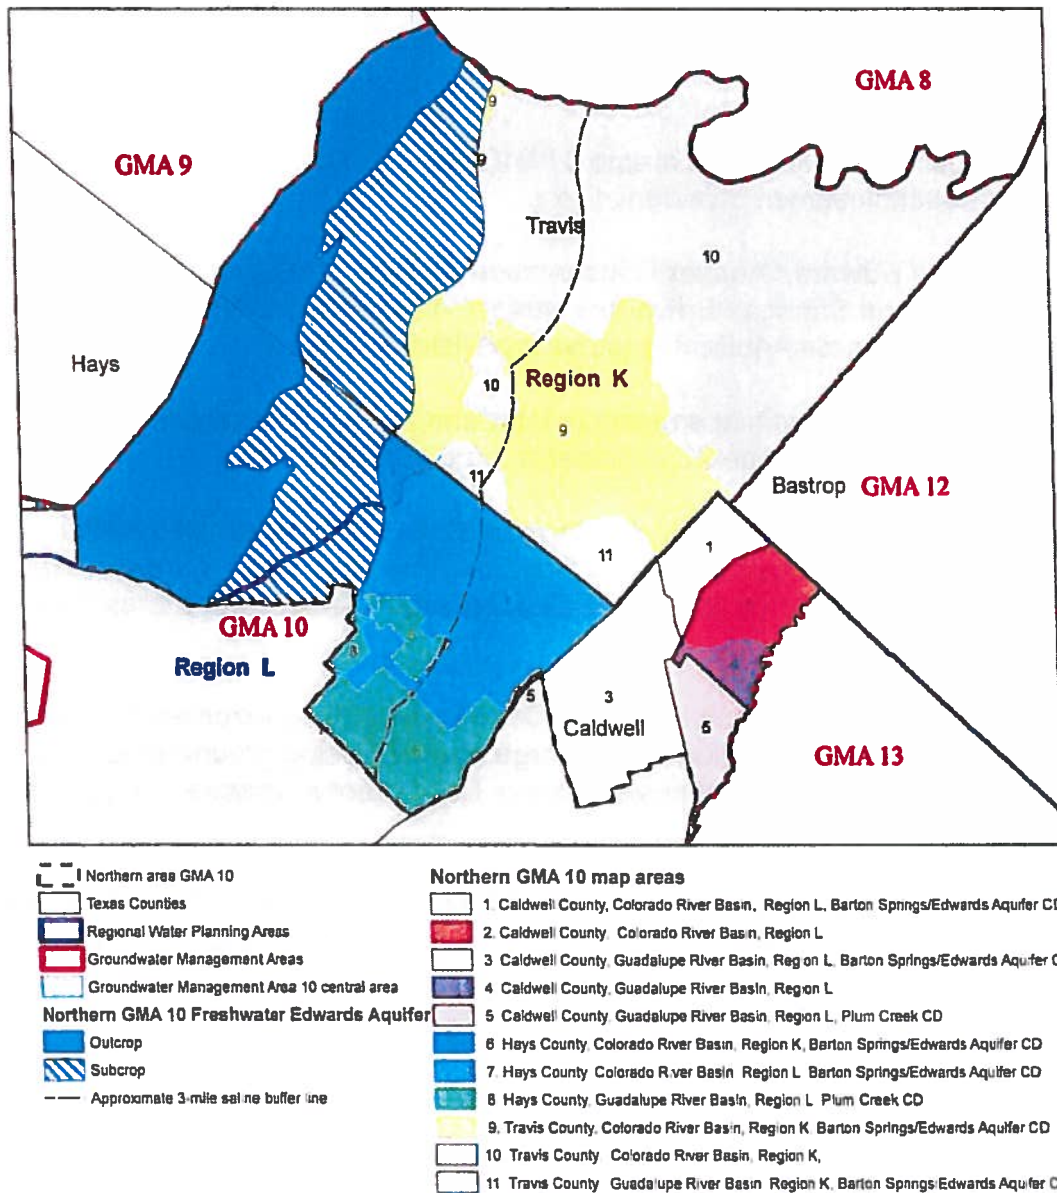 GMA 8
GMA 9
9
9
Travis
10
Hays
10
Region K
9
11
Bastrop
GMA 12
11
1
GMA 10
Region L
8
5
3
Caldwell
5
GMA 13
Northern area GMA 10
Texas Counties
Regional Water Planning Areas
Groundwater Management Areas
Groundwater Management Area 10 central area
Northern GMA 10 Freshwater Edwards Aquifer
Outcrop
Subcrop
Approximate 3-mile saline buffer line
Northern GMA 10 map areas
1. Caldwell County, Colorado River Basin, Region L, Barton Springs/Edwards Aquifer CD
2. Caldwell County Colorado River Basin, Region L
3 Caldwell County, Guadalupe River Basin, Region L, Barton Springs/Edwards Aquifer C
4 Caldwell County, Guadalupe River Basin, Region L
5 Caldwell County, Guadalupe River Basin, Region L, Plum Creek CD
6 Hays County, Colorado River Basin, Region K, Barton Springs/Edwards Aquifer CD
7. Hays County Colorado River Basin Region L Barton Springs/Edwards Aquifer CD
8 Hays County, Guadalupe River Basin, Region L Plum Creek CD
9. Travis County, Colorado River Basin, Region K Barton Springs/Edwards Aquifer CD
10 Travis County Colorado River Basin, Region K,
11 Travis County Guadalupe River Basin Region K, Barton Springs/Edwards Aquifer C